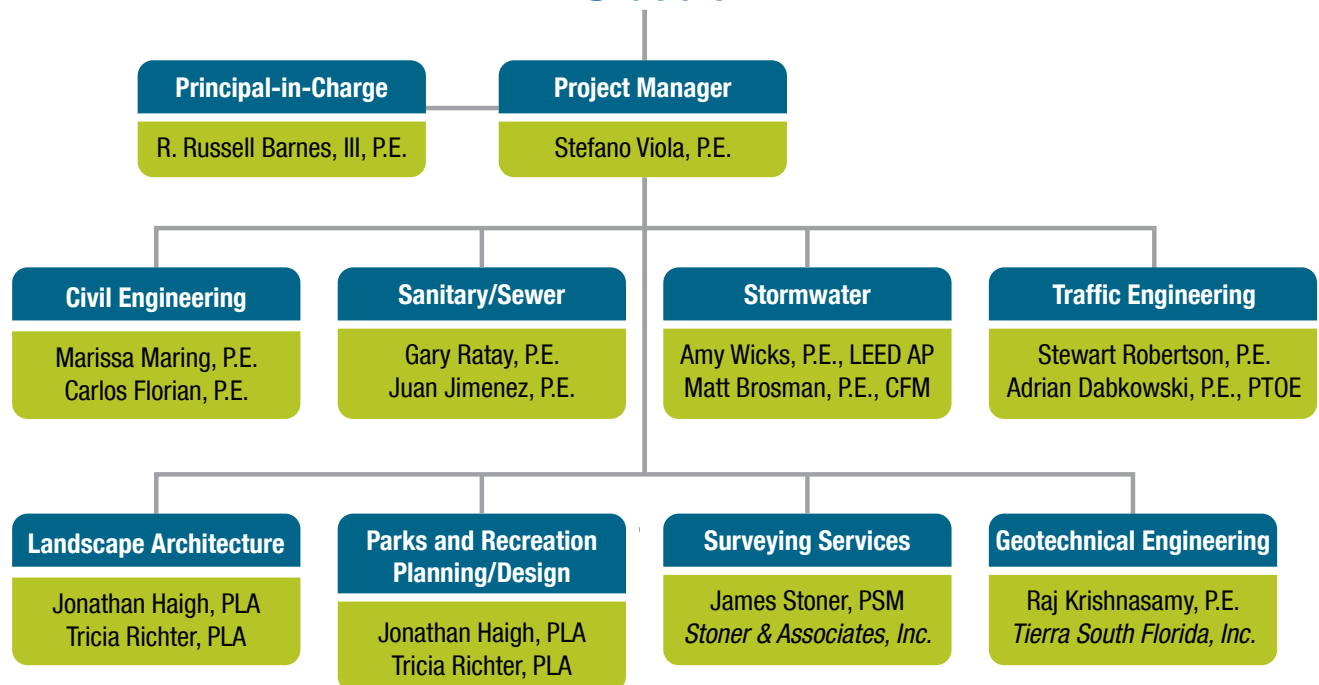 Principal-in-Charge
R. Russell Barnes, III, P.E.
Project Manager
Stefano Viola, P.E.
Civil Engineering
Marissa Maring, P.E.
Carlos Florian, P.E.
Sanitary/Sewer
Gary Ratay, P.E.
Juan Jimenez, P.E.
Stormwater
Amy Wicks, P.E., LEED AP
Matt Brosman, P.E., CFM
Traffic Engineering
Stewart Robertson, P.E.
Adrian Dabkowski, P.E., PTOE
Landscape Architecture
Jonathan Haigh, PLA
Tricia Richter, PLA
Parks and Recreation
Planning/Design
Jonathan Haigh, PLA
Tricia Richter, PLA
Surveying Services
James Stoner, PSM
Stoner & Associates, Inc.
Geotechnical Engineering
Raj Krishnasamy, P.E.
Tierra South Florida, Inc.